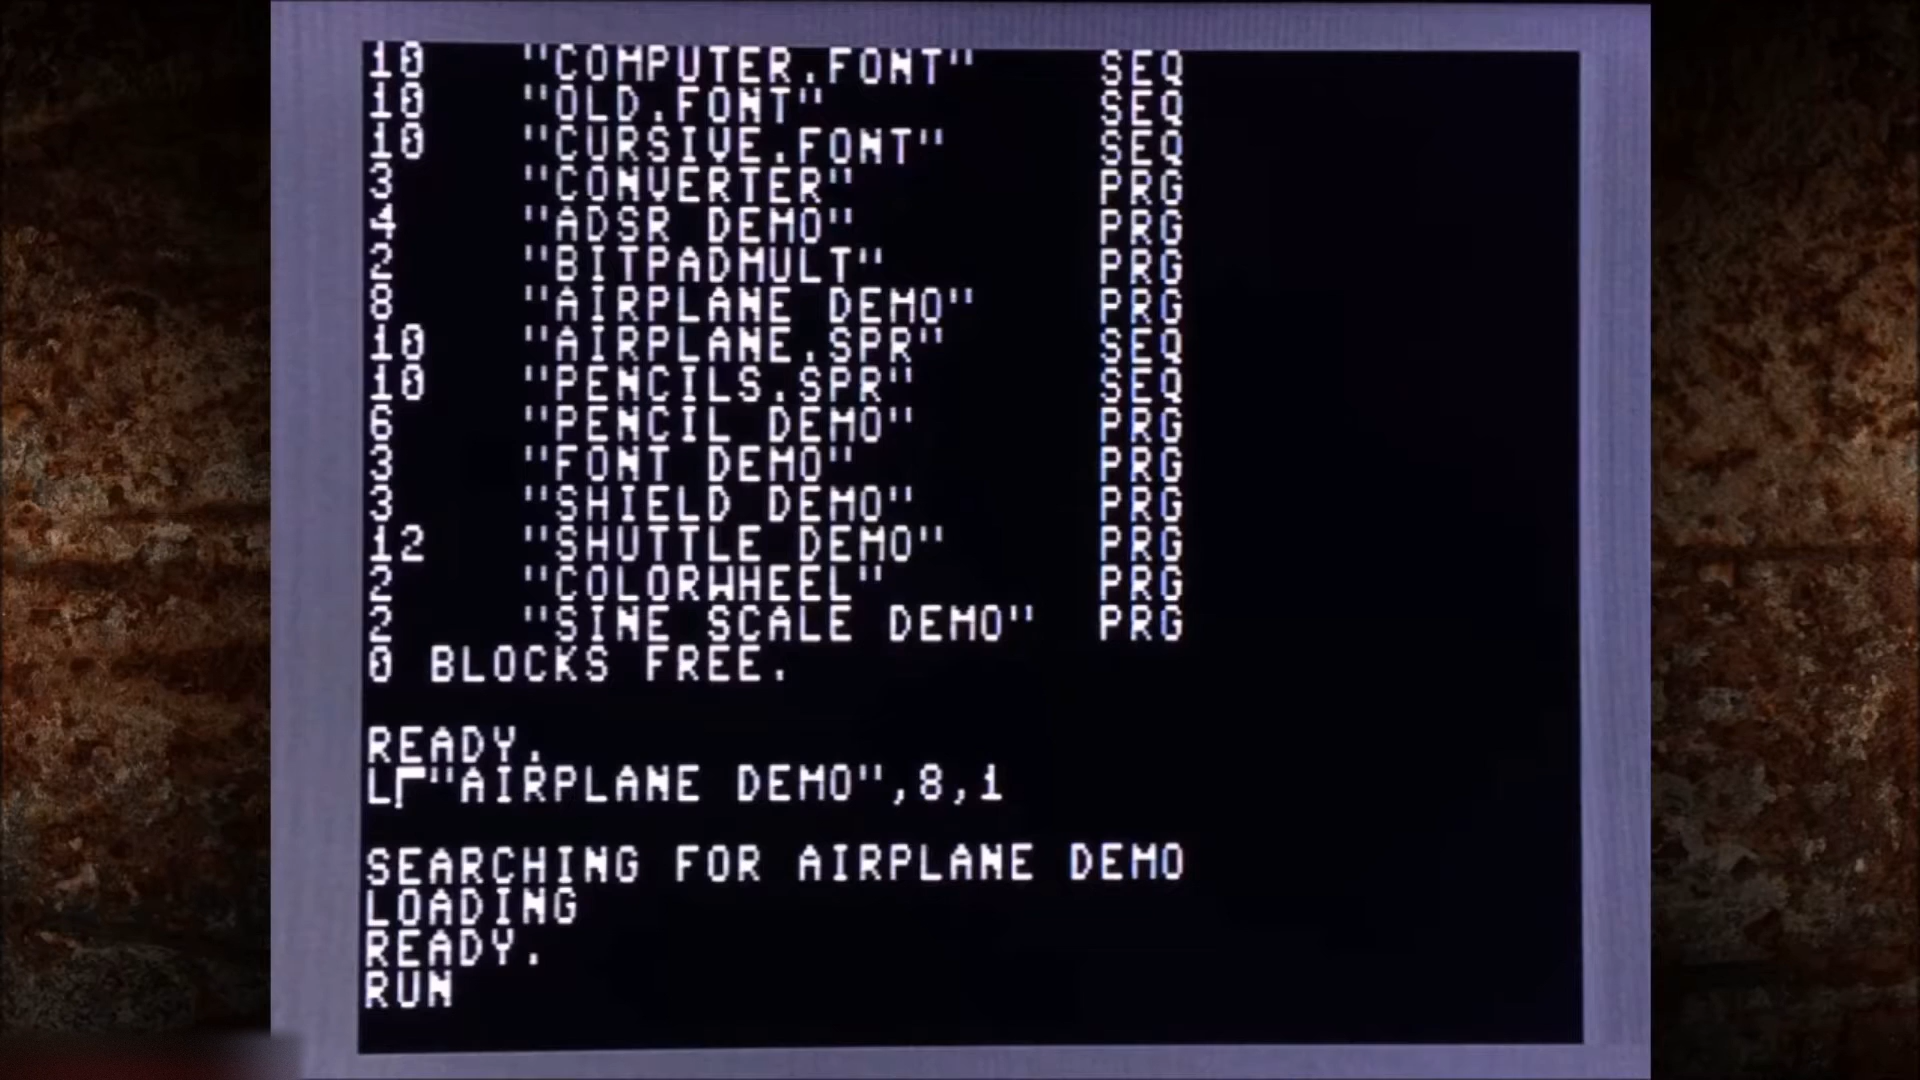 10 "COMPUTER.FONT" SEQ
10 "OLD.FONT" SEQ
10 "CURSIVE.FONT" SEQ
3 "CONVERTER" PRG
4 "ADSR DEMO" PRG
2 "BITPADMULT" PRG
8 "AIRPLANE DEMO" PRG
10 "AIRPLANE.SPR" SEQ
10 "PENCILS.SPR" SEQ
6 "PENCIL DEMO" PRG
3 "FONT DEMO" PRG
3 "SHIELD DEMO" PRG
12 "SHUTTLE DEMO" PRG
2 "COLORWHEEL" PRG
2 "SINE SCALE DEMO" PRG
0 BLOCKS FREE.
READY.
L┌"AIRPLANE DEMO",8,1
SEARCHING FOR AIRPLANE DEMO
LOADING
READY.
RUN